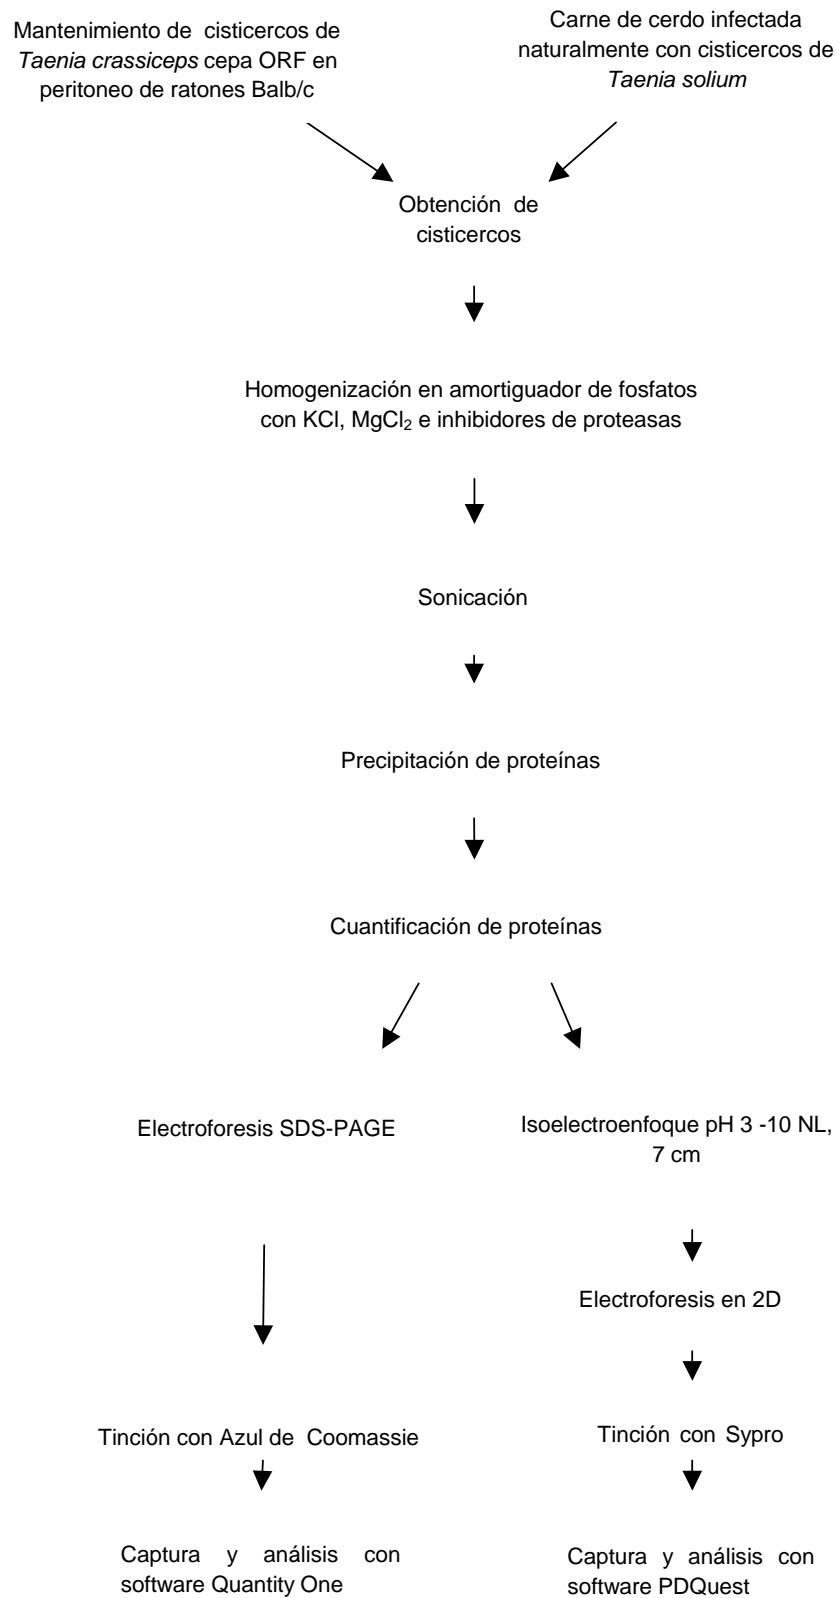 Mantenimiento de cisticercos de
Taenia crassiceps cepa ORF en
peritoneo de ratones Balb/c
Carne de cerdo infectada
naturalmente con cisticercos de
Taenia solium
Obtención de
cisticercos
Homogenización en amortiguador de fosfatos
con KCl, MgCl₂ e inhibidores de proteasas
Sonicación
Precipitación de proteínas
Cuantificación de proteínas
Electroforesis SDS-PAGE
Isoelectroenfoque pH 3 -10 NL,
7 cm
Electroforesis en 2D
Tinción con Azul de Coomassie
Tinción con Sypro
Captura y análisis con
software Quantity One
Captura y análisis con
software PDQuest